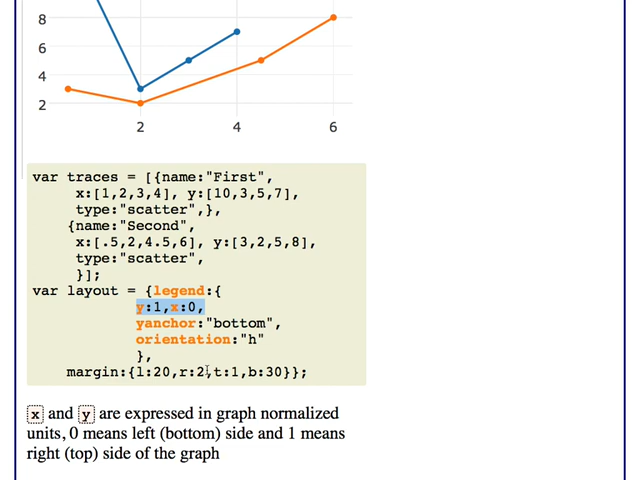 8
6
4
2
2 4 6
var traces = [{name:"First",
x:[1,2,3,4], y:[10,3,5,7],
type:"scatter",},
{name:"Second",
x:[.5,2,4.5,6], y:[3,2,5,8],
type:"scatter",
}];
var layout = {legend:{
y:1,x:0,
yanchor:"bottom",
orientation:"h"
},
margin:{l:20,r:2,t:1,b:30}};
x and y are expressed in graph normalized
units, 0 means left (bottom) side and 1 means
right (top) side of the graph